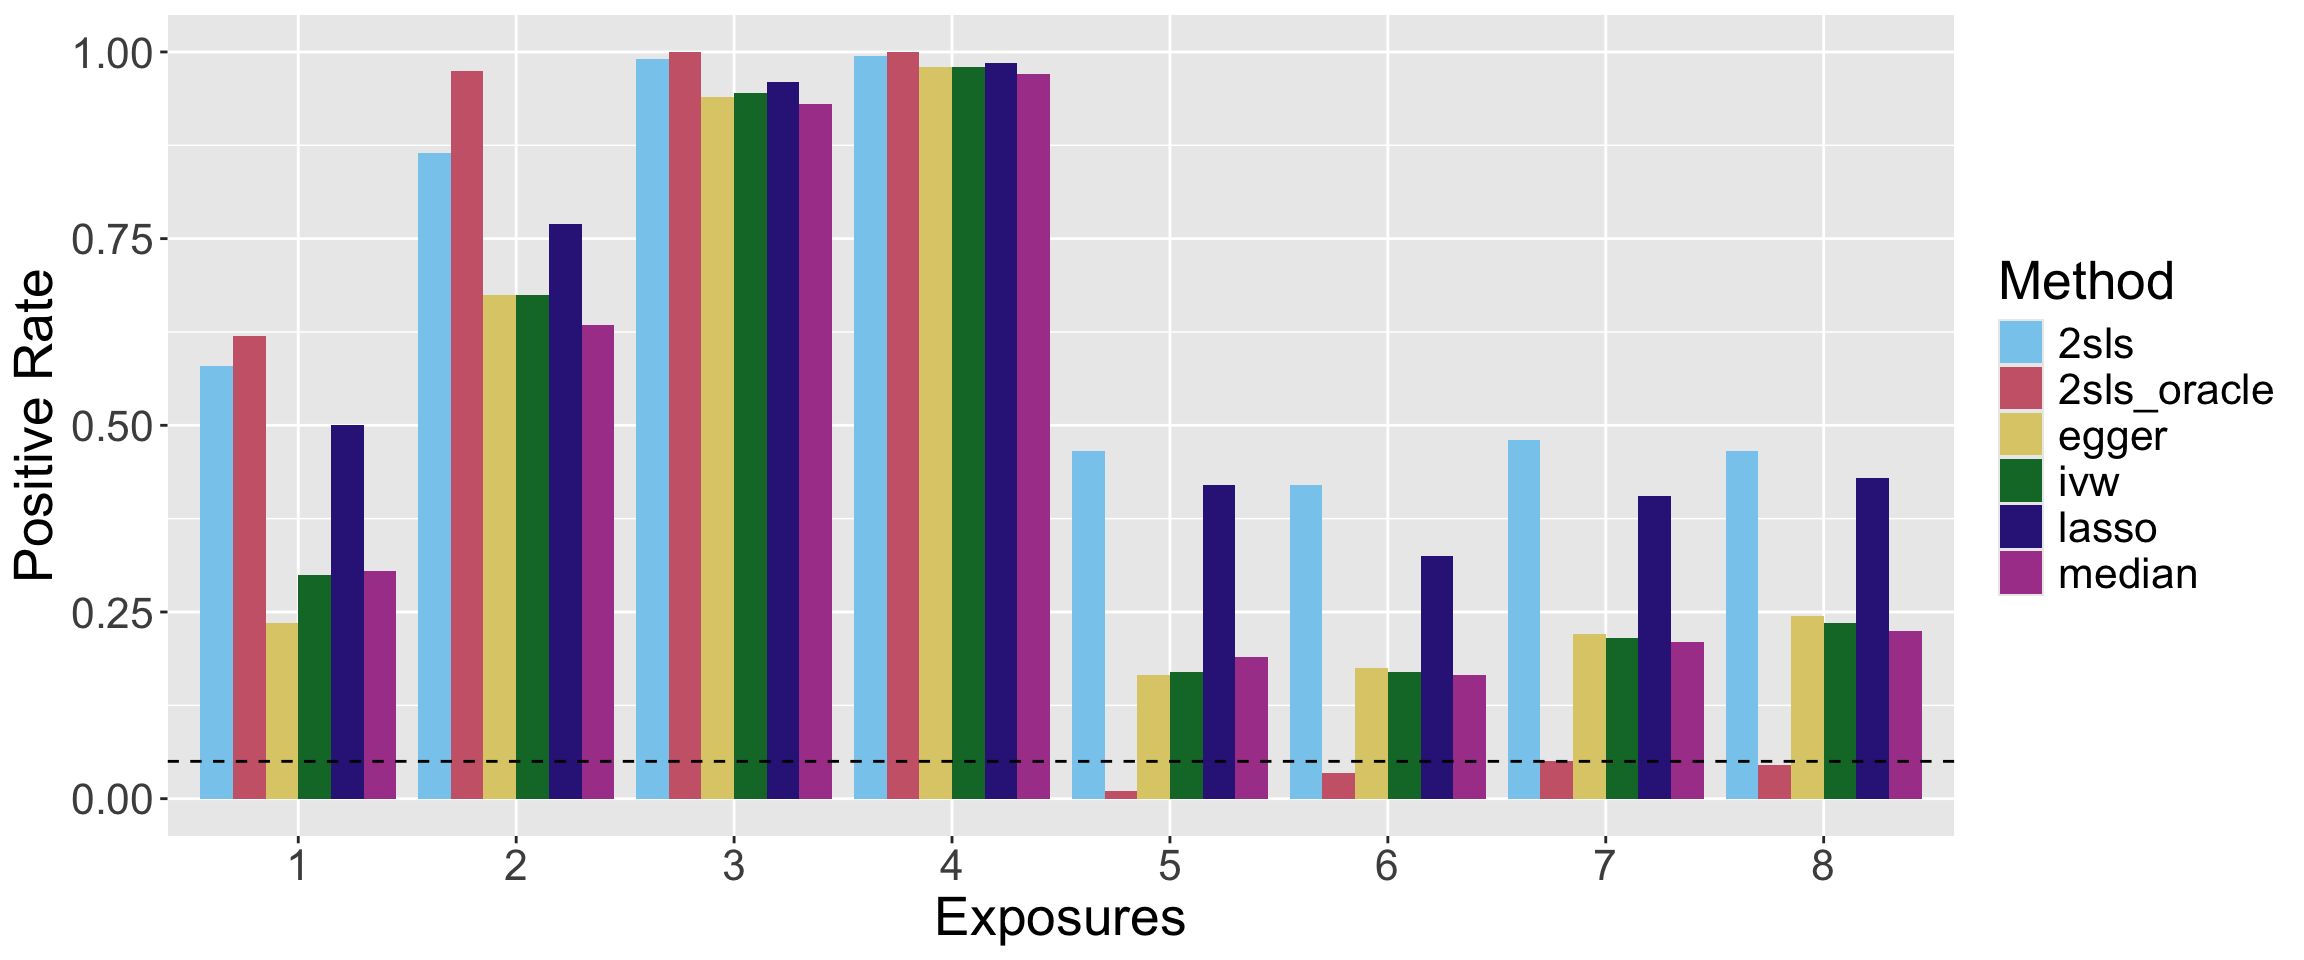 Positive Rate
1.00
0.75
0.50
0.25
0.00
1 2 3 4 5 6 7 8
Exposures
Method
2sls
2sls_oracle
egger
ivw
lasso
median